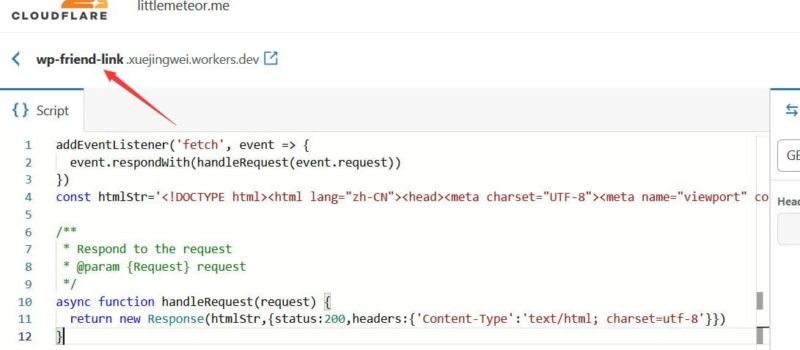 CLOUDFLARE
littlemeteor.me
wp-friend-link.xuejingwei.workers.dev
{} Script
1 addEventListener('fetch', event => {
2 event.respondWith(handleRequest(event.request))
3 })
4 const htmlStr='<!DOCTYPE html><html lang="zh-CN"><head><meta charset="UTF-8"><meta name="viewport" co
5
6 /**
7 * Respond to the request
8 * @param {Request} request
9 */
10 async function handleRequest(request) {
11 return new Response(htmlStr,{status:200,headers:{'Content-Type':'text/html; charset=utf-8'}})
12 }
GE
Head